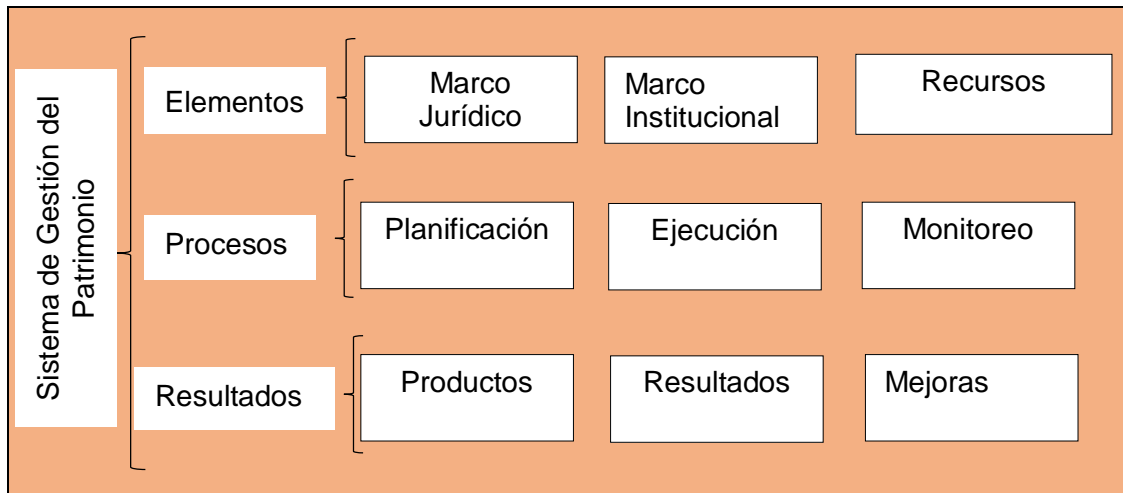 Sistema de Gestión del
Patrimonio
Elementos
Marco
Jurídico
Marco
Institucional
Recursos
Procesos
Planificación
Ejecución
Monitoreo
Resultados
Productos
Resultados
Mejoras